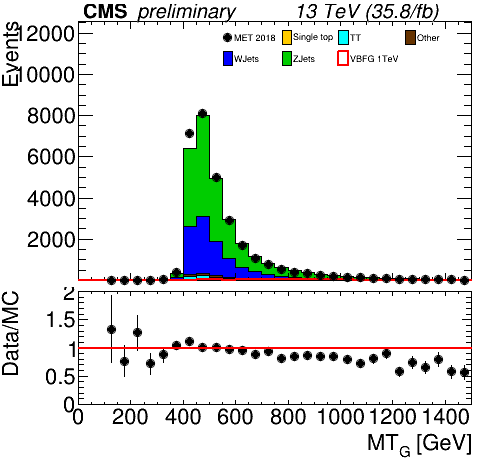 CMS preliminary 13 TeV (35.8/fb)
Events
12000
10000
8000
6000
4000
2000
MET 2018 Single top TT Other
WJets ZJets VBFG 1TeV
Data/MC
2
1.5
1
0.5
0
0 200 400 600 800 1000 1200 1400
MT_G [GeV]